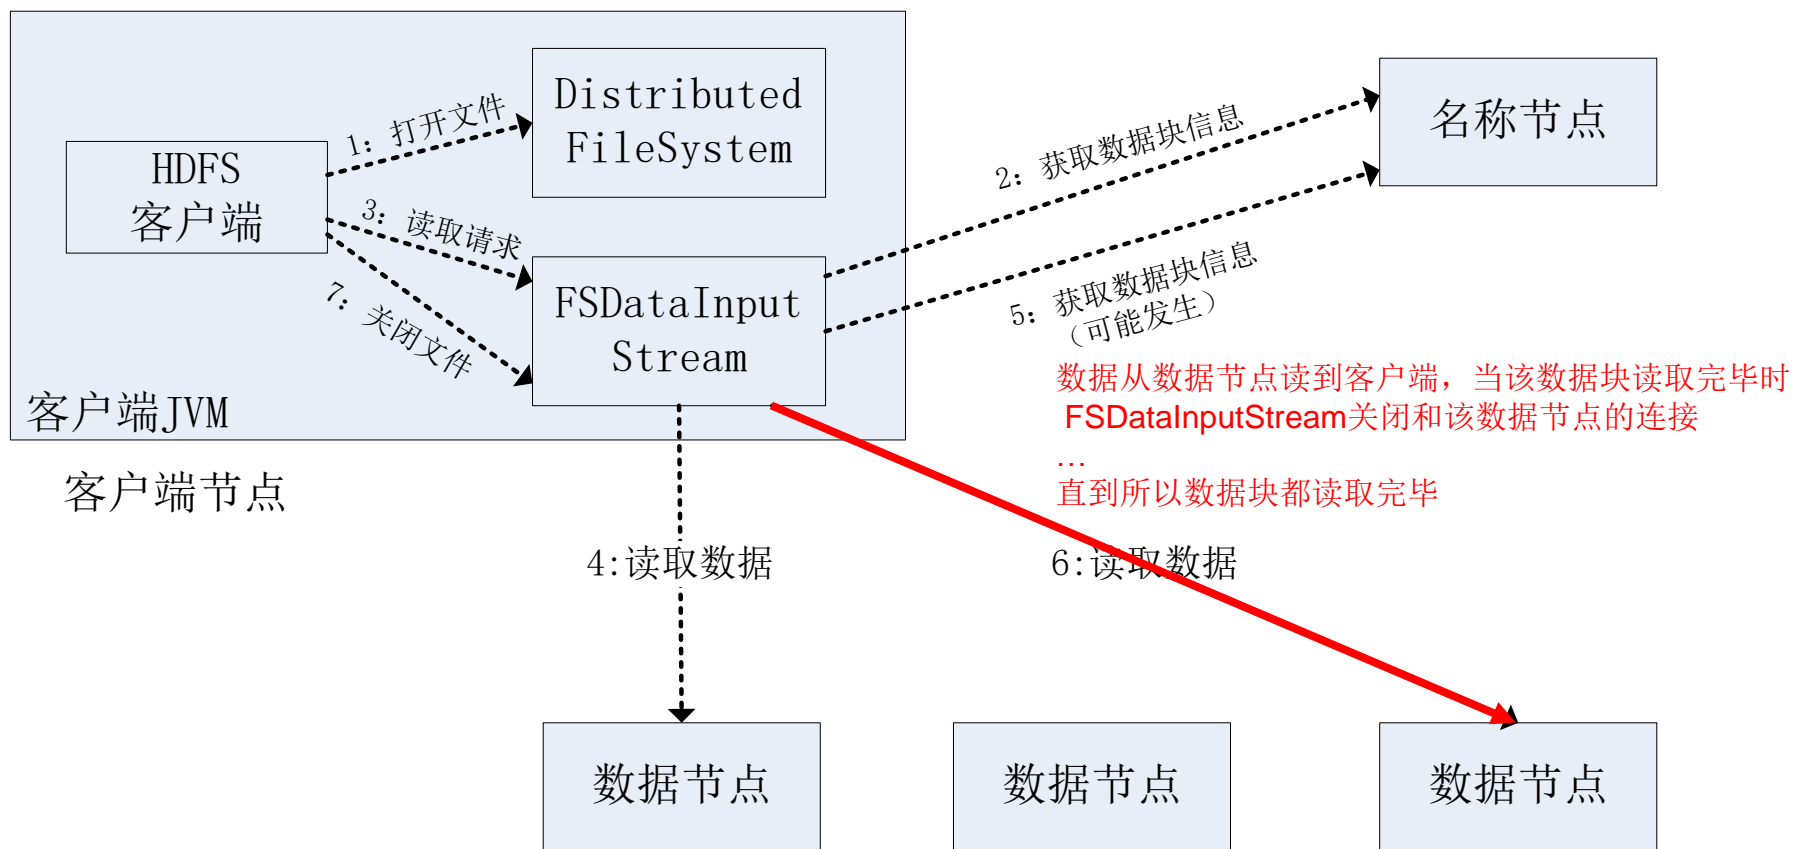 1: 打开文件
Distributed
FileSystem
HDFS
客户端
3: 读取请求
7: 关闭文件
FSDataInput
Stream
客户端JVM
客户端节点
2: 获取数据块信息
名称节点
5: 获取数据块信息
（可能发生）
数据从数据节点读到客户端，当该数据块读取完毕时
FSDataInputStream关闭和该数据节点的连接
…
直到所以数据块都读取完毕
4:读取数据
6:读取数据
数据节点
数据节点
数据节点